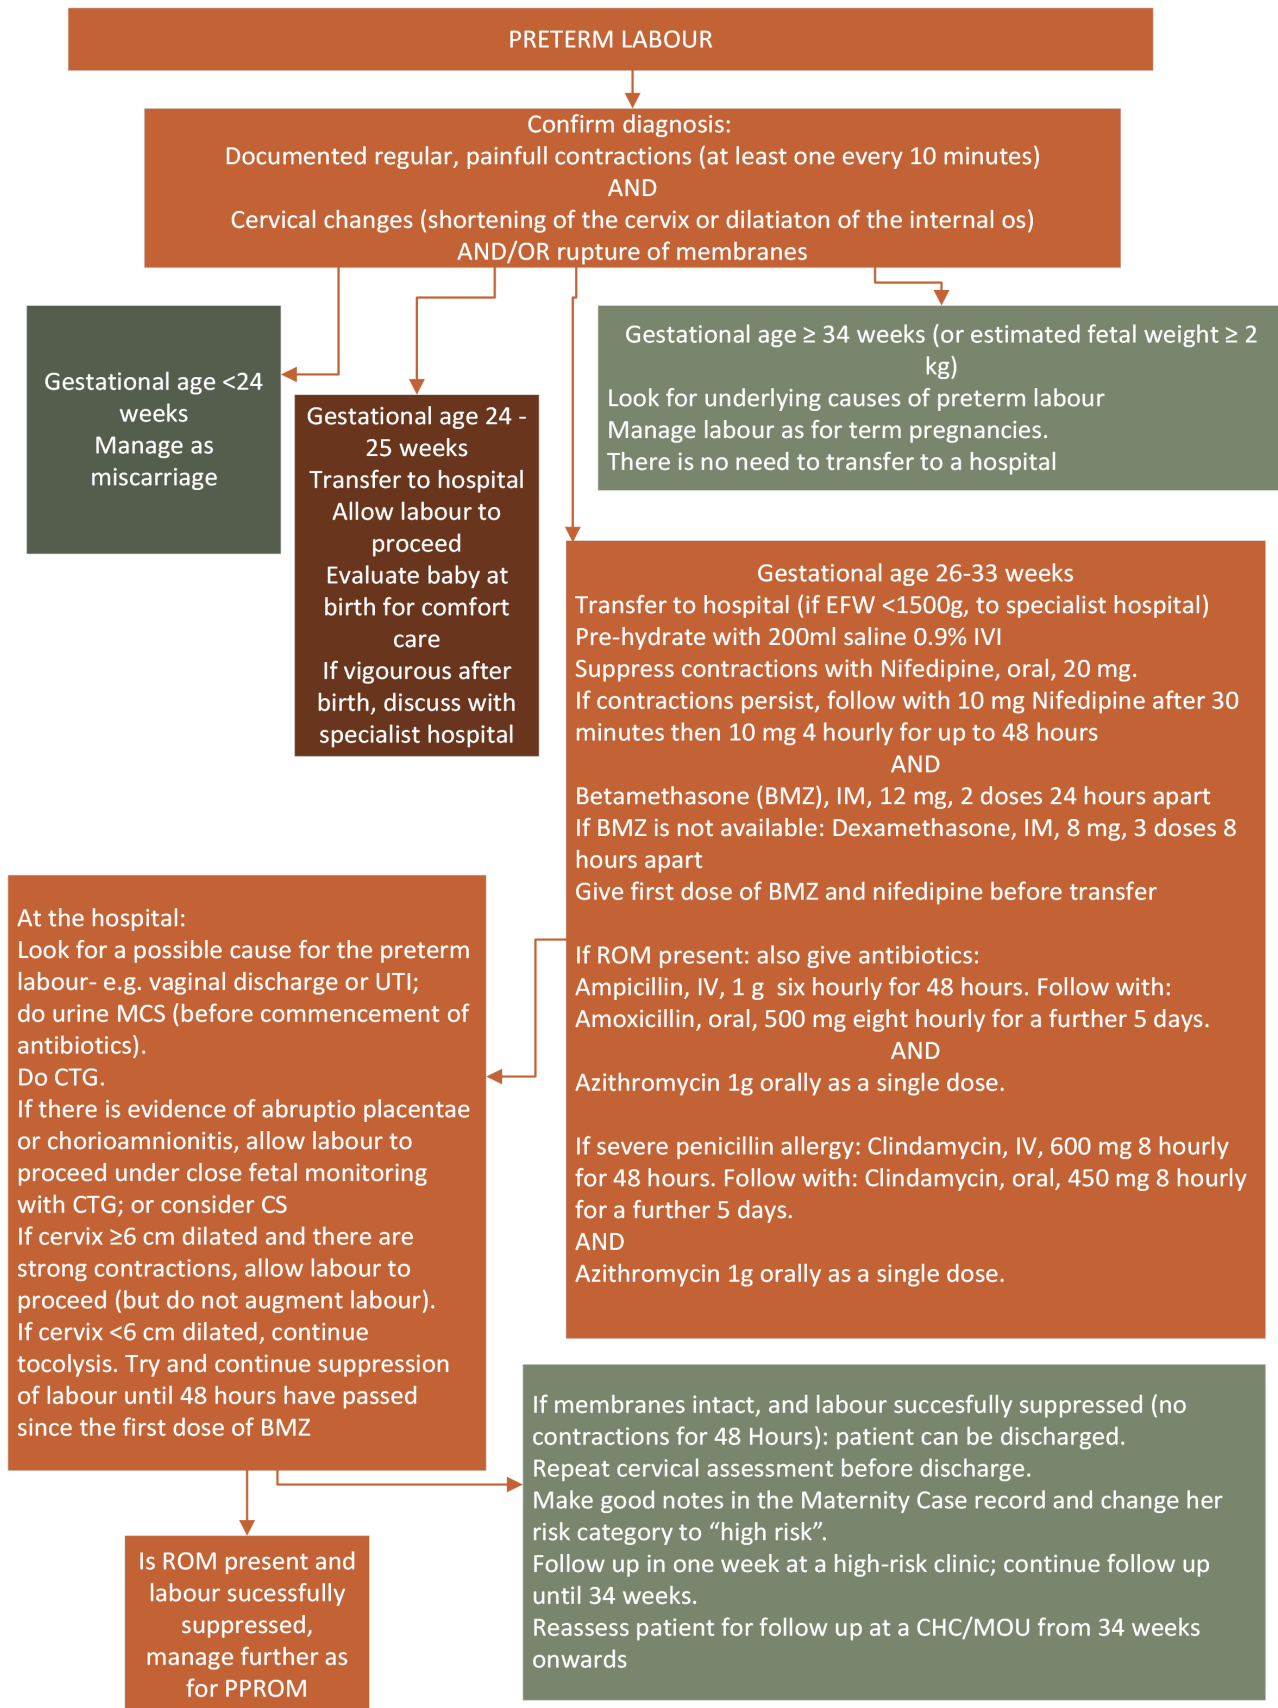 PRETERM LABOUR
Confirm diagnosis:
Documented regular, painfull contractions (at least one every 10 minutes)
AND
Cervical changes (shortening of the cervix or dilatiaton of the internal os)
AND/OR rupture of membranes
Gestational age <24
weeks
Manage as
miscarriage
Gestational age 24 -
25 weeks
Transfer to hospital
Allow labour to
proceed
Evaluate baby at
birth for comfort
care
If vigourous after
birth, discuss with
specialist hospital
Gestational age ≥ 34 weeks (or estimated fetal weight ≥ 2
kg)
Look for underlying causes of preterm labour
Manage labour as for term pregnancies.
There is no need to transfer to a hospital
Gestational age 26-33 weeks
Transfer to hospital (if EFW <1500g, to specialist hospital)
Pre-hydrate with 200ml saline 0.9% IVI
Suppress contractions with Nifedipine, oral, 20 mg.
If contractions persist, follow with 10 mg Nifedipine after 30
minutes then 10 mg 4 hourly for up to 48 hours
AND
Betamethasone (BMZ), IM, 12 mg, 2 doses 24 hours apart
If BMZ is not available: Dexamethasone, IM, 8 mg, 3 doses 8
hours apart
Give first dose of BMZ and nifedipine before transfer
If ROM present: also give antibiotics:
Ampicillin, IV, 1 g  six hourly for 48 hours. Follow with:
Amoxicillin, oral, 500 mg eight hourly for a further 5 days.
AND
Azithromycin 1g orally as a single dose.
If severe penicillin allergy: Clindamycin, IV, 600 mg 8 hourly
for 48 hours. Follow with: Clindamycin, oral, 450 mg 8 hourly
for a further 5 days.
AND
Azithromycin 1g orally as a single dose.
At the hospital:
Look for a possible cause for the preterm
labour- e.g. vaginal discharge or UTI;
do urine MCS (before commencement of
antibiotics).
Do CTG.
If there is evidence of abruptio placentae
or chorioamnionitis, allow labour to
proceed under close fetal monitoring
with CTG; or consider CS
If cervix ≥6 cm dilated and there are
strong contractions, allow labour to
proceed (but do not augment labour).
If cervix <6 cm dilated, continue
tocolysis. Try and continue suppression
of labour until 48 hours have passed
since the first dose of BMZ
If membranes intact, and labour succesfully suppressed (no
contractions for 48 Hours): patient can be discharged.
Repeat cervical assessment before discharge.
Make good notes in the Maternity Case record and change her
risk category to “high risk”.
Follow up in one week at a high-risk clinic; continue follow up
until 34 weeks.
Reassess patient for follow up at a CHC/MOU from 34 weeks
onwards
Is ROM present and
labour sucessfully
suppressed,
manage further as
for PPROM